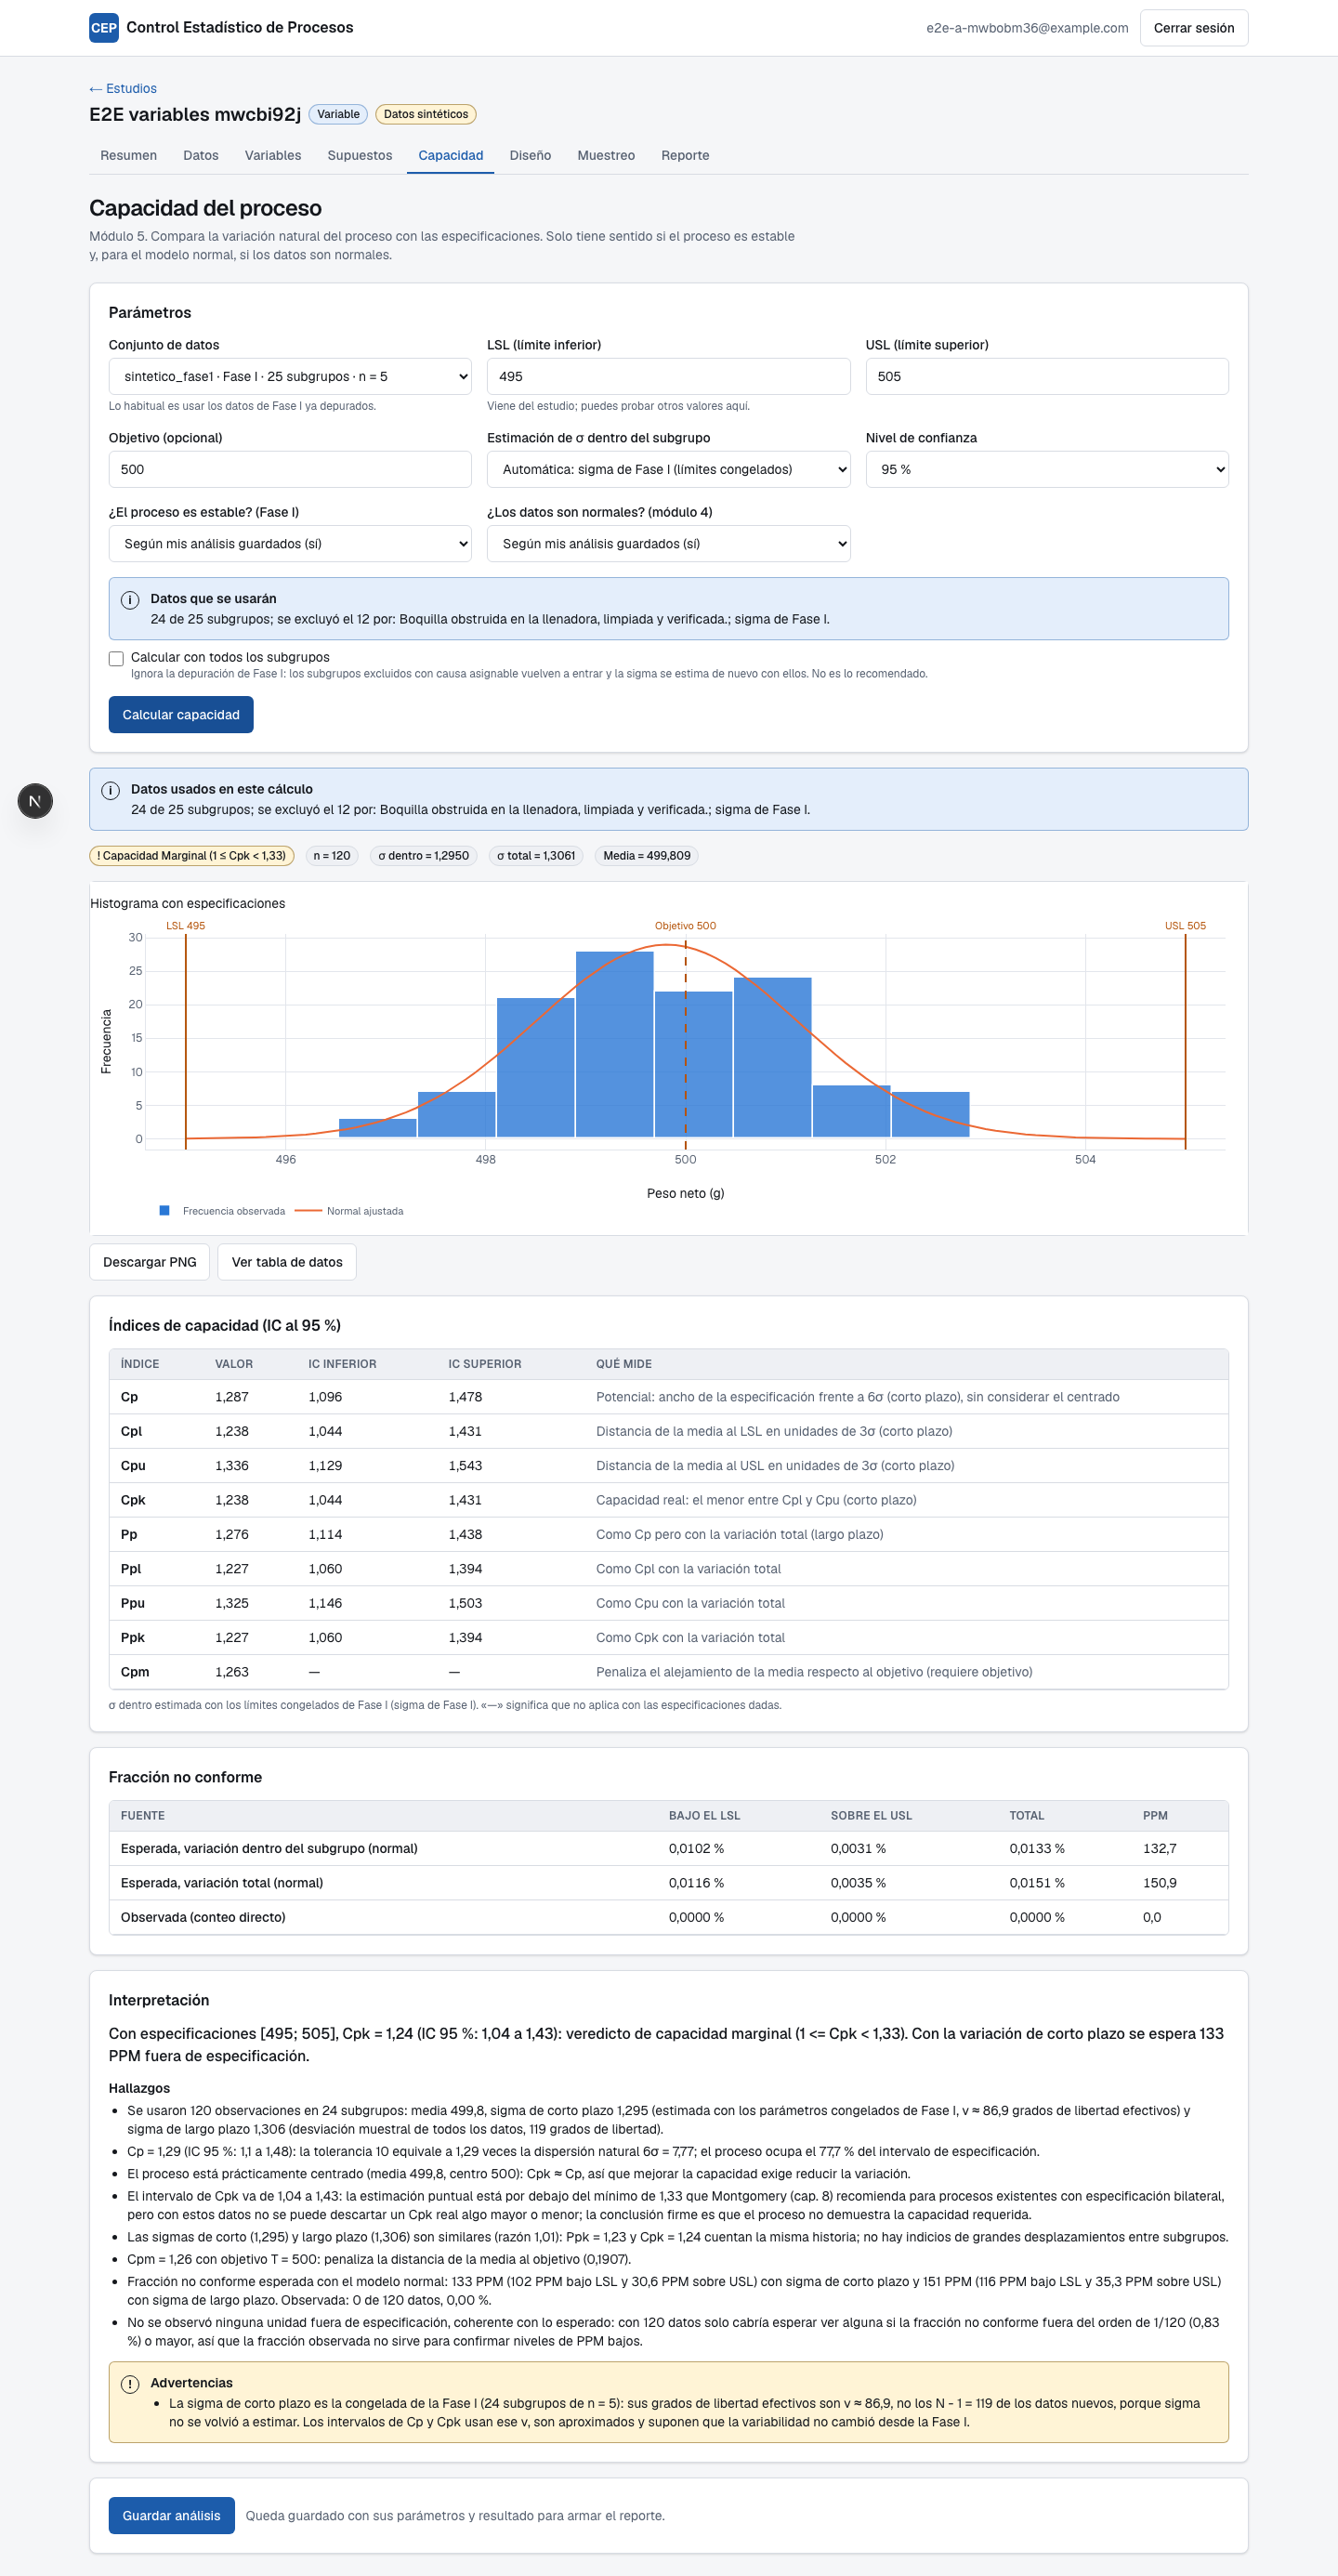 CEP Control Estadístico de Procesos
e2e-a-mwbobm36@example.com Cerrar sesión
← Estudios
E2E variables mwcbi92j Variable Datos sintéticos
Resumen Datos Variables Supuestos Capacidad Diseño Muestreo Reporte
Capacidad del proceso
Módulo 5. Compara la variación natural del proceso con las especificaciones. Solo tiene sentido si el proceso es estable
y, para el modelo normal, si los datos son normales.
Parámetros
Conjunto de datos LSL (límite inferior) USL (límite superior)
sintetico_fase1 · Fase I · 25 subgrupos · n = 5 495 505
Lo habitual es usar los datos de Fase I ya depurados. Viene del estudio; puedes probar otros valores aquí.
Objetivo (opcional) Estimación de σ dentro del subgrupo Nivel de confianza
500 Automática: sigma de Fase I (límites congelados) 95 %
¿El proceso es estable? (Fase I) ¿Los datos son normales? (módulo 4)
Según mis análisis guardados (sí) Según mis análisis guardados (sí)
i Datos que se usarán
24 de 25 subgrupos; se excluyó el 12 por: Boquilla obstruida en la llenadora, limpiada y verificada.; sigma de Fase I.
Calcular con todos los subgrupos
Ignora la depuración de Fase I: los subgrupos excluidos con causa asignable vuelven a entrar y la sigma se estima de nuevo con ellos. No es lo recomendado.
Calcular capacidad
N
i Datos usados en este cálculo
24 de 25 subgrupos; se excluyó el 12 por: Boquilla obstruida en la llenadora, limpiada y verificada.; sigma de Fase I.
! Capacidad Marginal (1 ≤ Cpk < 1,33) n = 120 σ dentro = 1,2950 σ total = 1,3061 Media = 499,809
Histograma con especificaciones
LSL 495 Objetivo 500 USL 505
30
25
20
15
10
5
0
Frecuencia
496 498 500 502 504
Peso neto (g)
Frecuencia observada Normal ajustada
Descargar PNG Ver tabla de datos
Índices de capacidad (IC al 95 %)
ÍNDICE VALOR IC INFERIOR IC SUPERIOR QUÉ MIDE
Cp 1,287 1,096 1,478 Potencial: ancho de la especificación frente a 6σ (corto plazo), sin considerar el centrado
Cpl 1,238 1,044 1,431 Distancia de la media al LSL en unidades de 3σ (corto plazo)
Cpu 1,336 1,129 1,543 Distancia de la media al USL en unidades de 3σ (corto plazo)
Cpk 1,238 1,044 1,431 Capacidad real: el menor entre Cpl y Cpu (corto plazo)
Pp 1,276 1,114 1,438 Como Cp pero con la variación total (largo plazo)
Ppl 1,227 1,060 1,394 Como Cpl con la variación total
Ppu 1,325 1,146 1,503 Como Cpu con la variación total
Ppk 1,227 1,060 1,394 Como Cpk con la variación total
Cpm 1,263 — — Penaliza el alejamiento de la media respecto al objetivo (requiere objetivo)
σ dentro estimada con los límites congelados de Fase I (sigma de Fase I). «—» significa que no aplica con las especificaciones dadas.
Fracción no conforme
FUENTE BAJO EL LSL SOBRE EL USL TOTAL PPM
Esperada, variación dentro del subgrupo (normal) 0,0102 % 0,0031 % 0,0133 % 132,7
Esperada, variación total (normal) 0,0116 % 0,0035 % 0,0151 % 150,9
Observada (conteo directo) 0,0000 % 0,0000 % 0,0000 % 0,0
Interpretación
Con especificaciones [495; 505], Cpk = 1,24 (IC 95 %: 1,04 a 1,43): veredicto de capacidad marginal (1 <= Cpk < 1,33). Con la variación de corto plazo se espera 133
PPM fuera de especificación.
Hallazgos
• Se usaron 120 observaciones en 24 subgrupos: media 499,8, sigma de corto plazo 1,295 (estimada con los parámetros congelados de Fase I, ν ≈ 86,9 grados de libertad efectivos) y
sigma de largo plazo 1,306 (desviación muestral de todos los datos, 119 grados de libertad).
• Cp = 1,29 (IC 95 %: 1,1 a 1,48): la tolerancia 10 equivale a 1,29 veces la dispersión natural 6σ = 7,77; el proceso ocupa el 77,7 % del intervalo de especificación.
• El proceso está prácticamente centrado (media 499,8, centro 500): Cpk ≈ Cp, así que mejorar la capacidad exige reducir la variación.
• El intervalo de Cpk va de 1,04 a 1,43: la estimación puntual está por debajo del mínimo de 1,33 que Montgomery (cap. 8) recomienda para procesos existentes con especificación bilateral,
pero con estos datos no se puede descartar un Cpk real algo mayor o menor; la conclusión firme es que el proceso no demuestra la capacidad requerida.
• Las sigmas de corto (1,295) y largo plazo (1,306) son similares (razón 1,01): Ppk = 1,23 y Cpk = 1,24 cuentan la misma historia; no hay indicios de grandes desplazamientos entre subgrupos.
• Cpm = 1,26 con objetivo T = 500: penaliza la distancia de la media al objetivo (0,1907).
• Fracción no conforme esperada con el modelo normal: 133 PPM (102 PPM bajo LSL y 30,6 PPM sobre USL) con sigma de corto plazo y 151 PPM (116 PPM bajo LSL y 35,3 PPM sobre USL)
con sigma de largo plazo. Observada: 0 de 120 datos, 0,00 %.
• No se observó ninguna unidad fuera de especificación, coherente con lo esperado: con 120 datos solo cabría esperar ver alguna si la fracción no conforme fuera del orden de 1/120 (0,83
%) o mayor, así que la fracción observada no sirve para confirmar niveles de PPM bajos.
! Advertencias
• La sigma de corto plazo es la congelada de la Fase I (24 subgrupos de n = 5): sus grados de libertad efectivos son ν ≈ 86,9, no los N - 1 = 119 de los datos nuevos, porque sigma
no se volvió a estimar. Los intervalos de Cp y Cpk usan ese ν, son aproximados y suponen que la variabilidad no cambió desde la Fase I.
Guardar análisis Queda guardado con sus parámetros y resultado para armar el reporte.